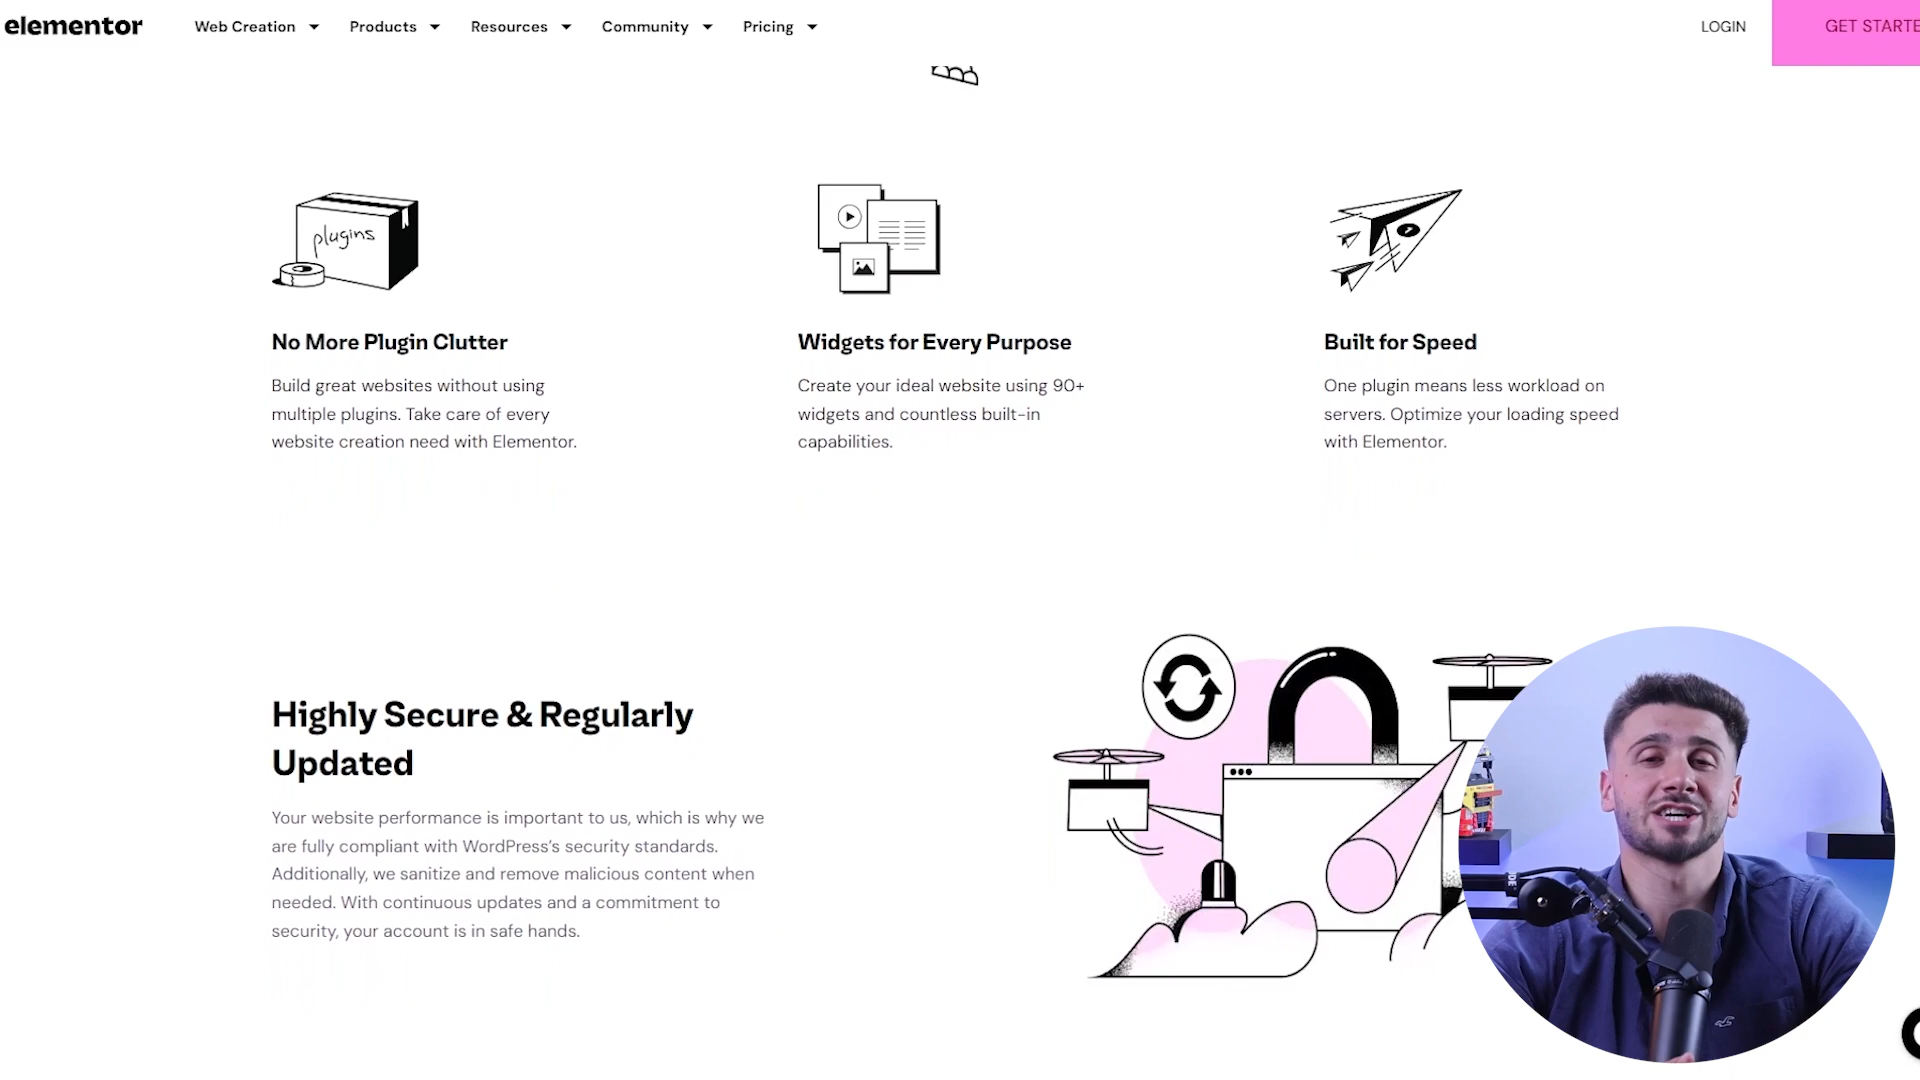 elementor
Web Creation
Products
Resources
Community
Pricing
LOGIN
plugins
No More Plugin Clutter
Build great websites without using
multiple plugins. Take care of every
website creation need with Elementor.
Widgets for Every Purpose
Create your ideal website using 90+
widgets and countless built-in
capabilities.
Built for Speed
One plugin means less workload on
servers. Optimize your loading speed
with Elementor.
Highly Secure & Regularly
Updated
Your website performance is important to us, which is why we
are fully compliant with WordPress's security standards.
Additionally, we sanitize and remove malicious content when
needed. With continuous updates and a commitment to
security, your account is in safe hands.
GET STARTE